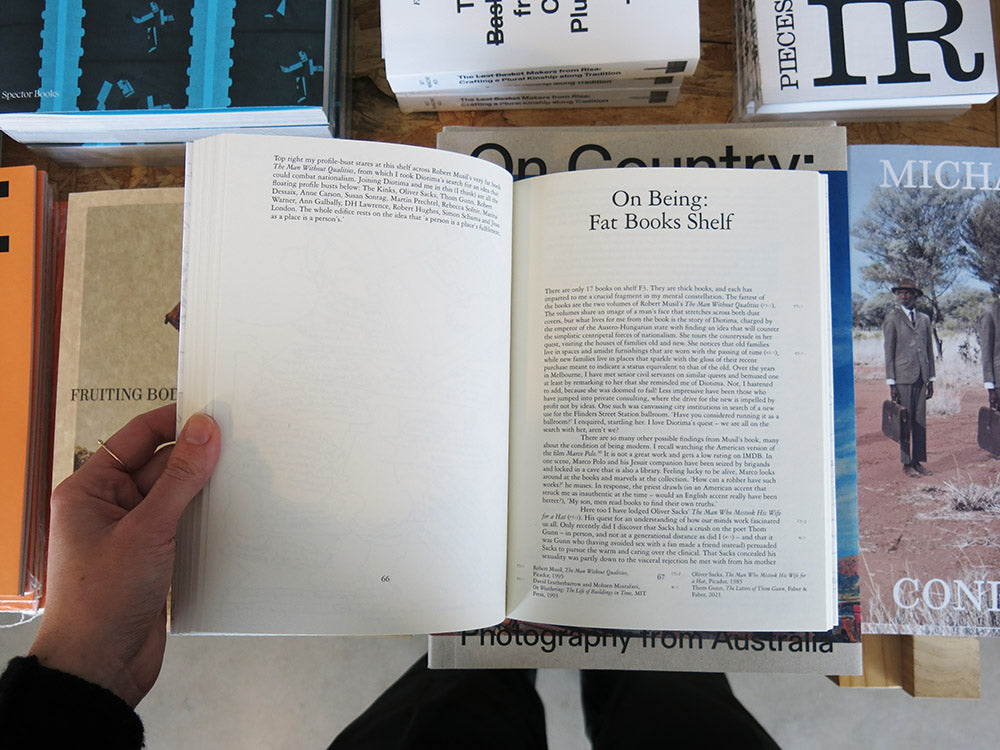 Spector Books
The Last Basket Makers from Risa:
Crafting a Plural Kinship along Tradition
The Last Basket Makers from Risa:
Crafting a Plural Kinship along Tradition
PIECES
IR
FRUITING BOD
On Country:
Photography from Australia
MICHA
CONF
Top right my profile-bust stares at this shelf across Robert Musil's very fat book
The Man Without Qualities, from which I took Diotima's search for an idea that
could combat nationalism. Joining Diotima and me in this (I think) are all the
floating profile busts below: The Kinks, Oliver Sacks, Thom Gunn, Robert
Dessaix, Anne Carson, Susan Sontag, Martin Prechtel, Rebecca Solnit, Marina
Warner, Ann Galbally, DH Lawrence, Robert Hughes, Simon Schama and Joan
London. The whole edifice rests on the idea that 'a person is a place's fulfilment,
as a place is a person's.'
66
On Being:
Fat Books Shelf
There are only 17 books on shelf F3. They are thick books, and each has
imparted to me a crucial fragment in my mental constellation. The fattest of
the books are the two volumes of Robert Musil's The Man Without Qualities
The volumes share an image of a man's face that stretches across both dust
covers, but what lives for me from the book is the story of Diotima, charged by
the emperor of the Austro-Hungarian state with finding an idea that will counter
the simplistic centripetal forces of nationalism. She tours the countryside in her
quest, visiting the houses of families old and new. She notices that old families
live in spaces and amidst furnishings that are worn with the passing of time
while new families live in places that sparkle with the gloss of their recent
purchase meant to indicate a status equivalent to that of the old. Over the years
in Melbourne, I have met senior civil servants on similar quests and bemused one
at least by remarking to her that she reminded me of Diotima. Not, I hastened
to add, because she was doomed to fail! Less impressive have been those who
have jumped into private consulting, where the drive for the new is impelled by
profit not by ideas. One such was canvassing city institutions in search of a new
use for the Flinders Street Station ballroom. 'Have you considered running it as a
ballroom?' I enquired, startling her. I love Diotima's quest – we are all on the
search with her, aren't we?
There are so many other possible findings from Musil's book, many
about the condition of being modern. I recall watching the American version of
the film Marco Polo. It is not a great work and gets a low rating on IMDB. In
one scene, Marco Polo and his Jesuit companion have been seized by brigands
and locked in a cave that is also a library. Feeling lucky to be alive, Marco looks
around at the books and marvels at the collection. 'How can a robber have such
works?' he muses. In response, the priest drawls (in an American accent that
struck me as inauthentic at the time – would an English accent really have been
better?), 'My son, men read books to find their own truths.'
Here too I have lodged Oliver Sacks' The Man Who Mistook His Wife
for a Hat His quest for an understanding of how our minds work fascinated
us all. Only recently did I discover that Sacks had a crush on the poet Thom
Gunn – in person, and not at a generational distance as did I – and that it
was Gunn who (having avoided sex with a fan made a friend instead) persuaded
Sacks to pursue the warm and caring over the clinical. That Sacks concealed his
sexuality was partly down to the visceral rejection he met with from his mother
Robert Musil, The Man Without Qualities,
Picador, 1995
David Leatherbarrow and Mohsen Mostafavi,
On Weathering: The Life of Buildings in Time, MIT
Press, 1993
67
Oliver Sacks, The Man Who Mistook His Wife for
a Hat, Picador, 1985
Thom Gunn, The Letters of Thom Gunn, Faber &
Faber, 2021